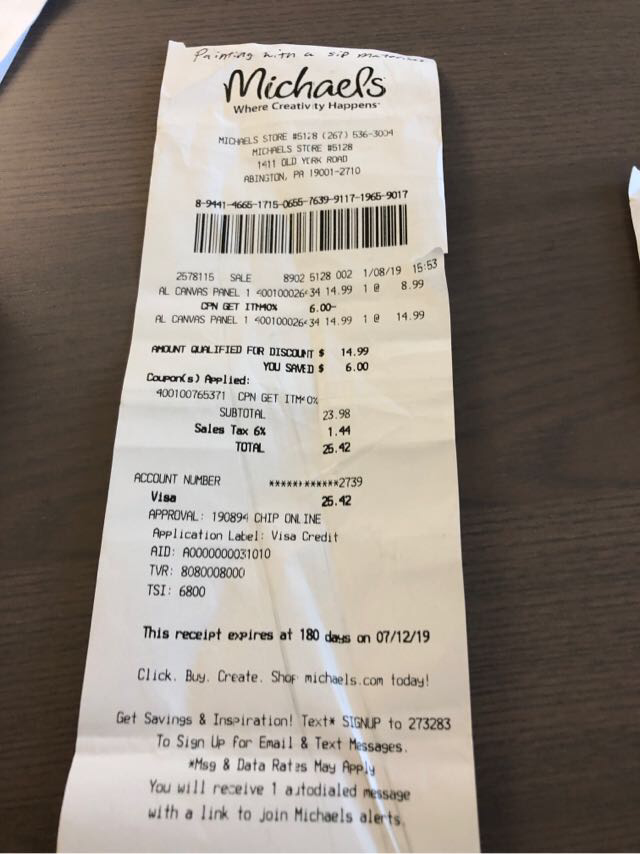 Painting with a sip
Michaels
Where Creativity Happens
MICHAELS STORE #5128 (267) 536-3004
MICHAELS STORE #5128
1411 OLD YORK ROAD
ABINGTON, PA 19001-2710
8-9441-4665-1715-0655-7639-9117-1965-9017
2578115 SALE 8902 5128 002 1/08/19 15:53
AL CANVAS PANEL 1 400100026434 14.99 1 @ 8.99
CPN GET ITM40% 6.00-
AL CANVAS PANEL 1 400100026434 14.99 1 @ 14.99
AMOUNT QUALIFIED FOR DISCOUNT $ 14.99
YOU SAVED $ 6.00
Coupon(s) Applied:
400100765371 CPN GET ITM40%
SUBTOTAL 23.98
Sales Tax 6% 1.44
TOTAL 25.42
ACCOUNT NUMBER ************2739
Visa 25.42
APPROVAL: 190894 CHIP ONLINE
Application Label: Visa Credit
AID: A0000000031010
TVR: 8080008000
TSI: 6800
This receipt expires at 180 days on 07/12/19
Click. Buy. Create. Shop michaels.com today!
Get Savings & Inspiration! Text* SIGNUP to 273283
To Sign Up for Email & Text Messages.
*Msg & Data Rates May Apply
You will receive 1 autodialed message
with a link to join Michaels alerts.